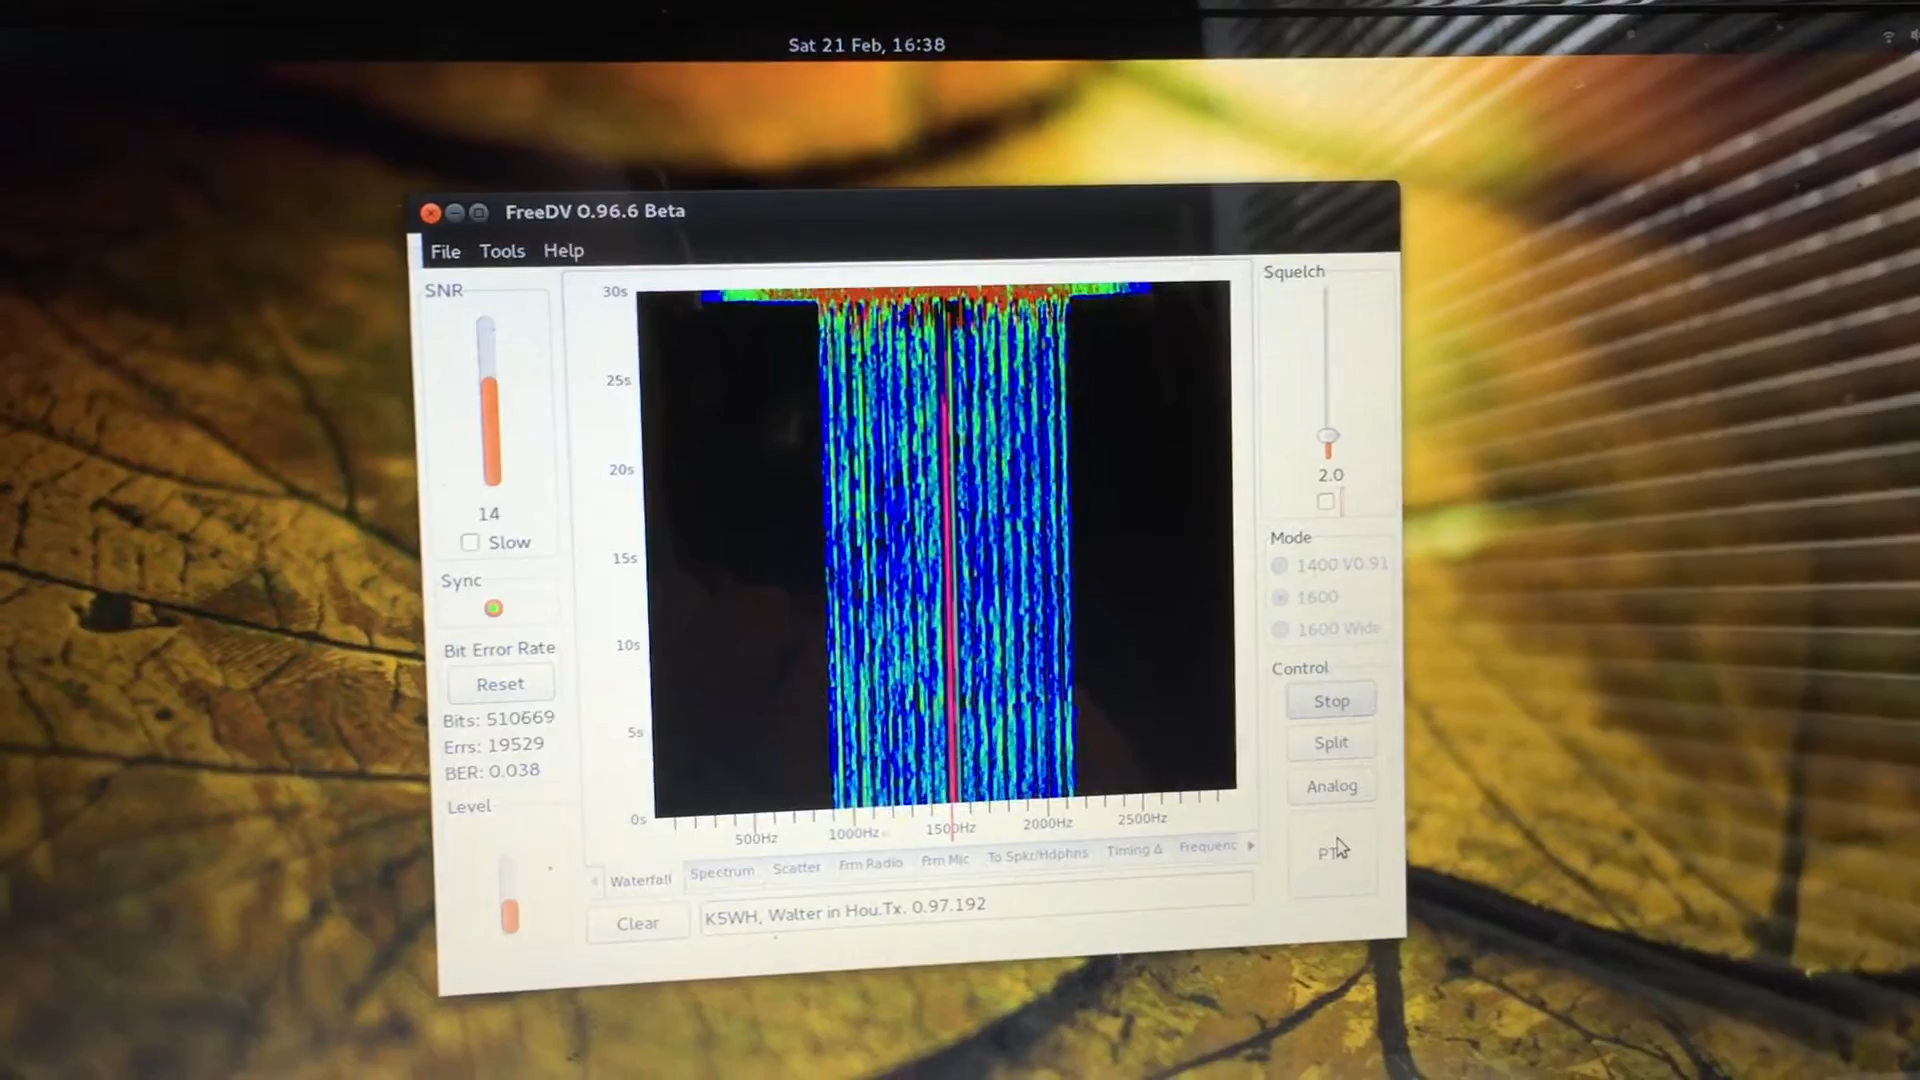 Sat 21 Feb, 16:38
FreeDV 0.96.6 Beta
File Tools Help
SNR
14
Slow
Sync
Bit Error Rate
Reset
Bits: 510669
Errs: 19529
BER: 0.038
Level
30s
25s
20s
15s
10s
5s
0s
500Hz 1000Hz 1500Hz 2000Hz 2500Hz
Waterfall Spectrum Scatter Frm Radio Frm Mic To Spkr/Hdphns Timing Δ Frequenc
Clear
K5WH, Walter in Hou.Tx. 0.97.192
Squelch
2.0
Mode
1400 V0.91
1600
1600 Wide
Control
Stop
Split
Analog